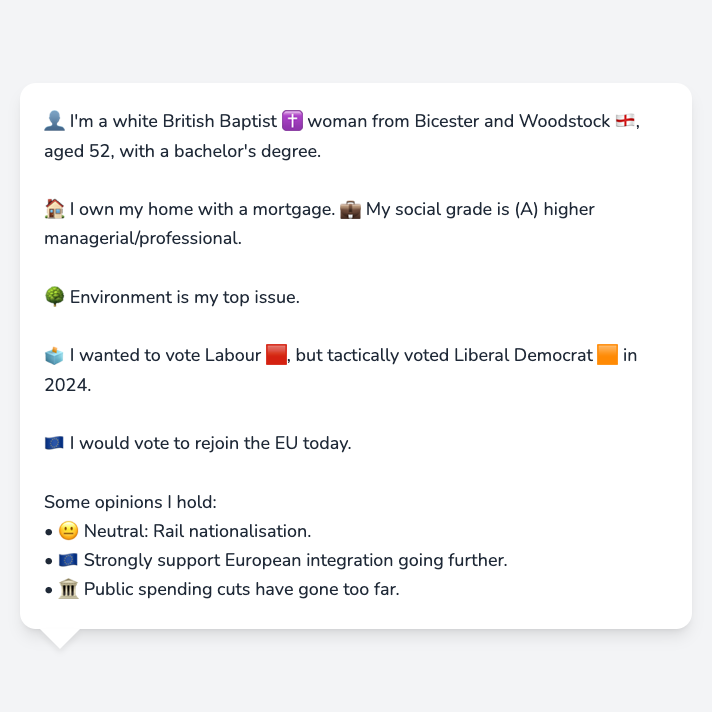 👤 I'm a white British Baptist ✝️ woman from Bicester and Woodstock 🏴󠁧󠁢󠁥󠁮󠁧󠁿,
aged 52, with a bachelor's degree.
🏠 I own my home with a mortgage. 💼 My social grade is (A) higher
managerial/professional.
🌳 Environment is my top issue.
🗳️ I wanted to vote Labour 🟥, but tactically voted Liberal Democrat 🟧 in
2024.
🇪🇺 I would vote to rejoin the EU today.
Some opinions I hold:
• 😐 Neutral: Rail nationalisation.
• 🇪🇺 Strongly support European integration going further.
• 🏛️ Public spending cuts have gone too far.